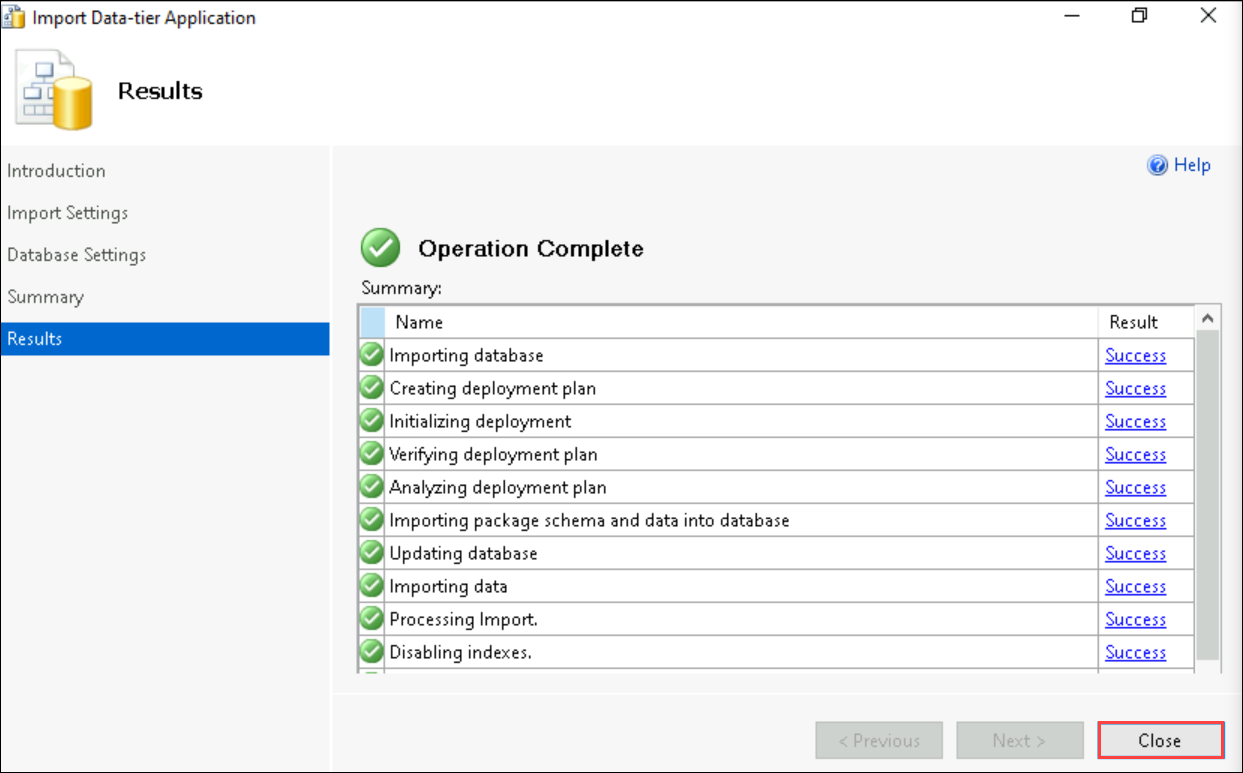 Import Data-tier Application
Results
Introduction
Import Settings
Database Settings
Summary
Results
Help
Operation Complete
Summary:
Name Result
Importing database Success
Creating deployment plan Success
Initializing deployment Success
Verifying deployment plan Success
Analyzing deployment plan Success
Importing package schema and data into database Success
Updating database Success
Importing data Success
Processing Import. Success
Disabling indexes. Success
< Previous Next > Close